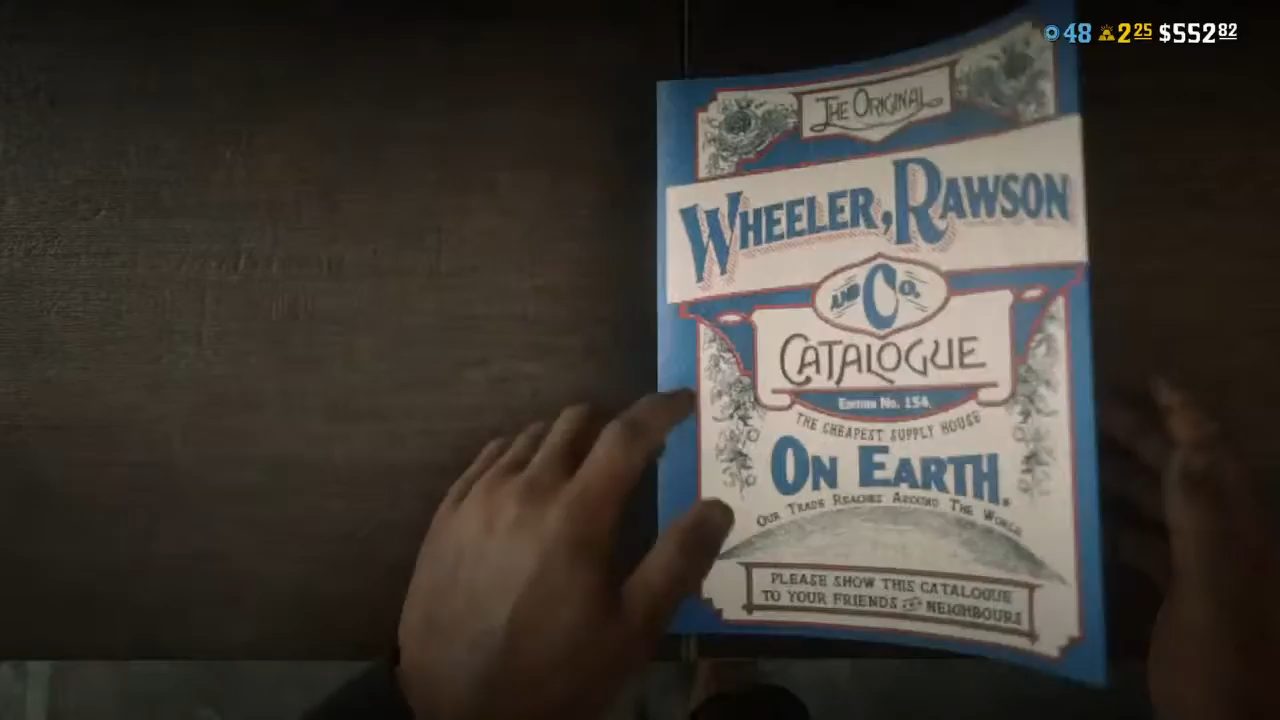 48 2.25 $552.82
THE ORIGINAL
WHEELER, RAWSON
AND CO.
CATALOGUE
EDITION No. 154.
THE CHEAPEST SUPPLY HOUSE
ON EARTH.
OUR TRADE REACHES AROUND THE WORLD
PLEASE SHOW THIS CATALOGUE
TO YOUR FRIENDS AND NEIGHBOURS